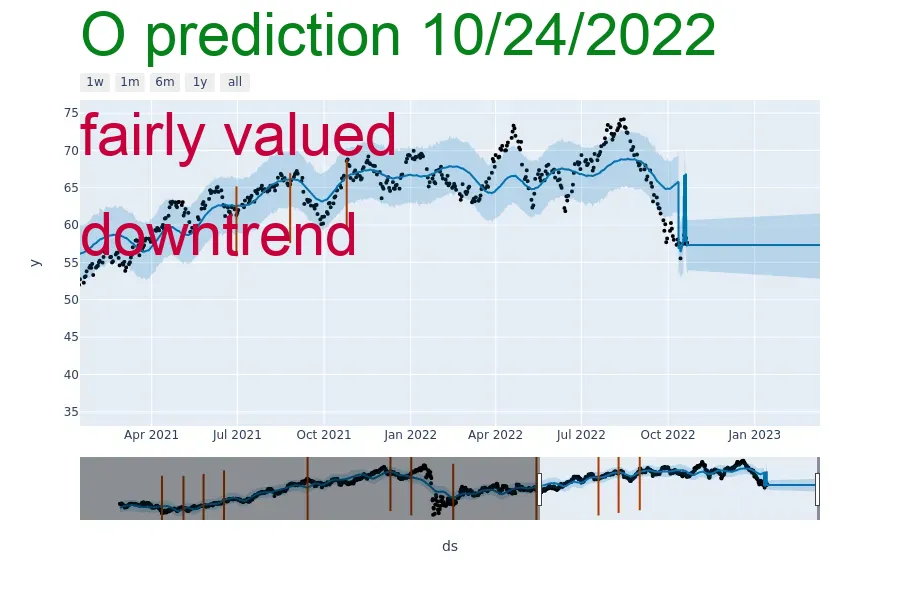 O prediction 10/24/2022
1w 1m 6m 1y all
75
fairly valued
70
65
60
downtrend
55
50
45
40
35
y
Apr 2021 Jul 2021 Oct 2021 Jan 2022 Apr 2022 Jul 2022 Oct 2022 Jan 2023
ds